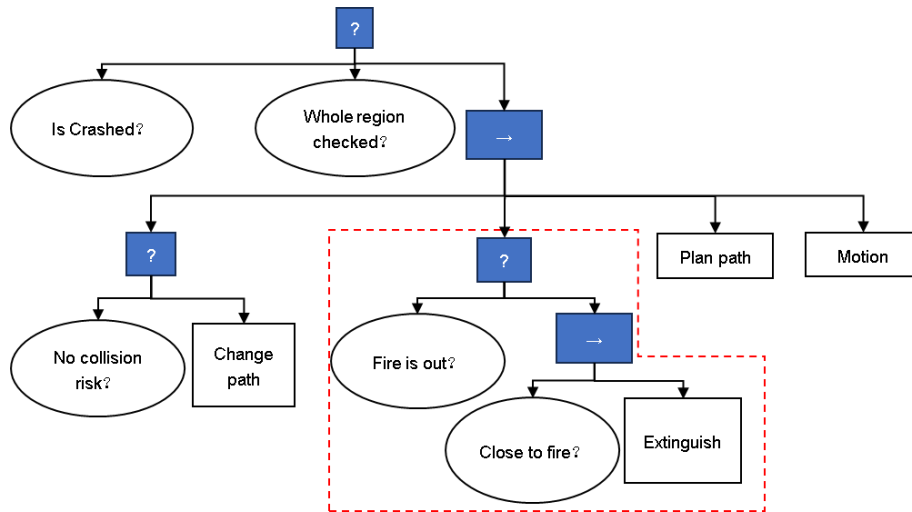 ?
Is Crashed？
Whole region
checked？
→
?
?
Plan path
Motion
No collision
risk？
Change
path
Fire is out？
→
Close to fire？
Extinguish